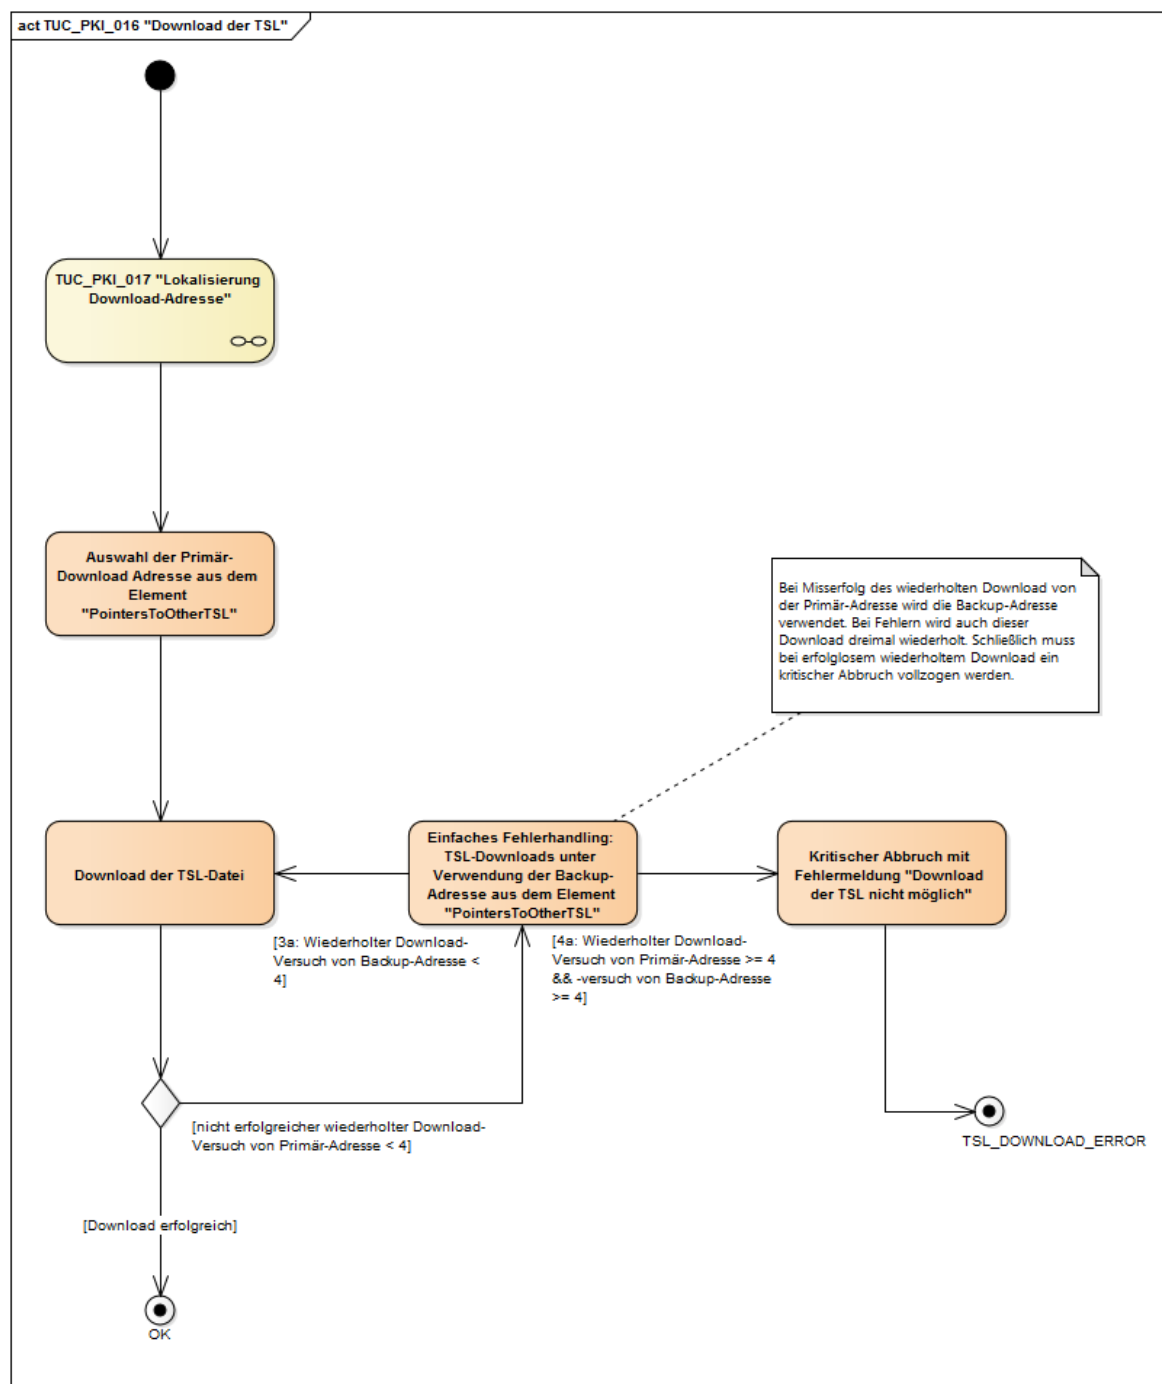 act TUC_PKI_016 "Download der TSL"
TUC_PKI_017 "Lokalisierung
Download-Adresse"
Auswahl der Primär-
Download Adresse aus dem
Element
"PointersToOtherTSL"
Bei Misserfolg des wiederholten Download von
der Primär-Adresse wird die Backup-Adresse
verwendet. Bei Fehlern wird auch dieser
Download dreimal wiederholt. Schließlich muss
bei erfolglosem wiederholtem Download ein
kritischer Abbruch vollzogen werden.
Download der TSL-Datei
Einfaches Fehlerhandling:
TSL-Downloads unter
Verwendung der Backup-
Adresse aus dem Element
"PointersToOtherTSL"
Kritischer Abbruch mit
Fehlermeldung "Download
der TSL nicht möglich"
[3a: Wiederholter Download-
Versuch von Backup-Adresse <
4]
[4a: Wiederholter Download-
Versuch von Primär-Adresse >= 4
&& -versuch von Backup-Adresse
>= 4]
[nicht erfolgreicher wiederholter Download-
Versuch von Primär-Adresse < 4]
TSL_DOWNLOAD_ERROR
[Download erfolgreich]
OK